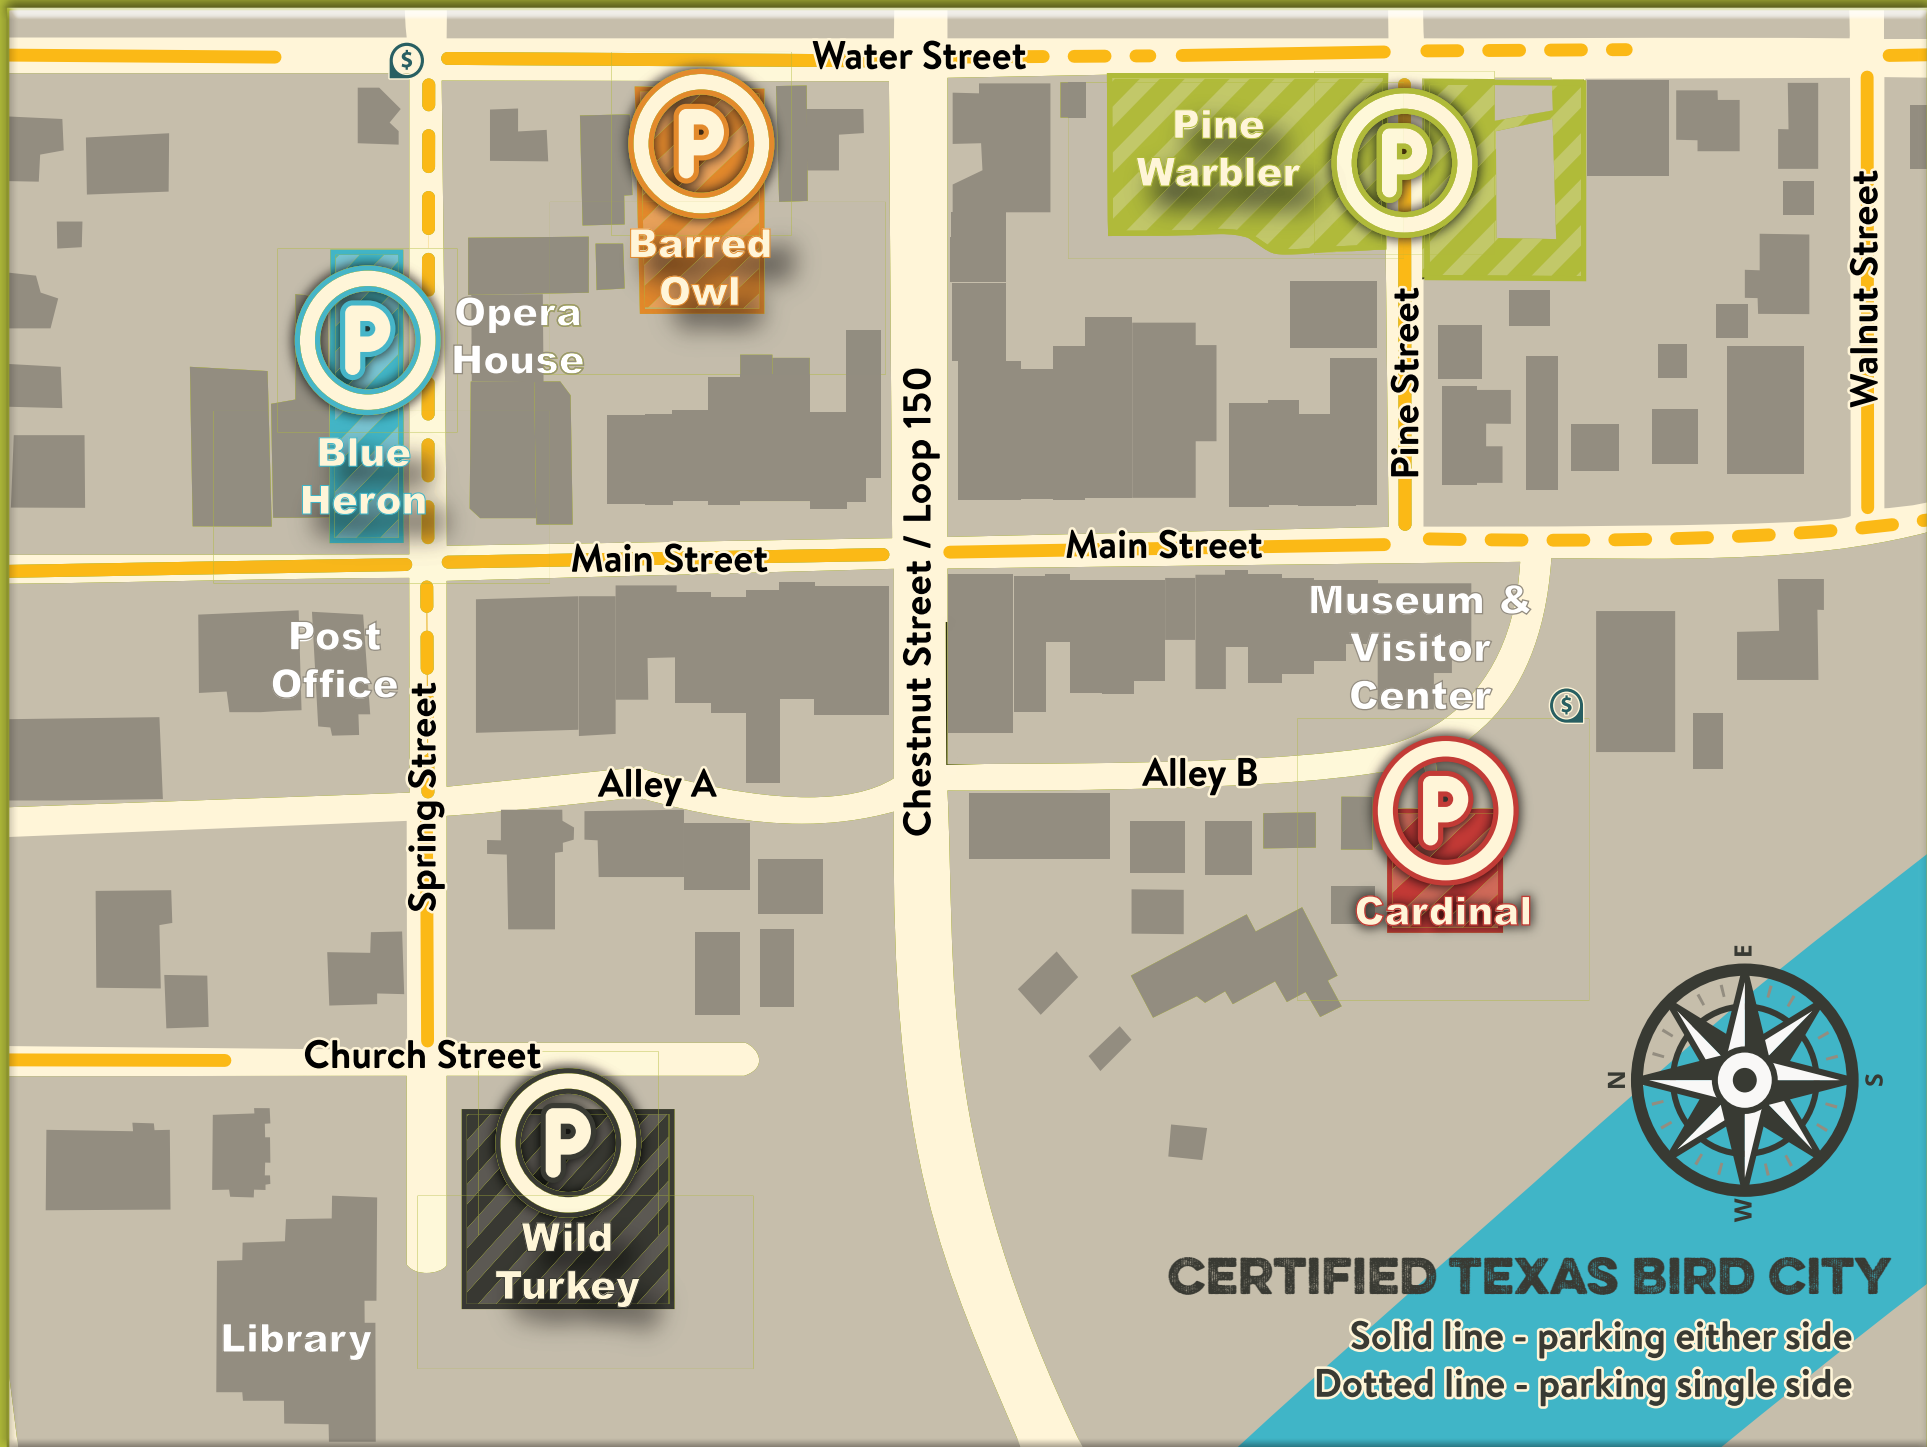 $
Water Street
P
Barred
Owl
Pine
Warbler
P
P
Opera
House
Blue
Heron
Walnut Street
Pine Street
Chestnut Street / Loop 150
Main Street
Main Street
Post
Office
Museum &
Visitor
Center
$
Spring Street
Alley A
Alley B
P
Cardinal
Church Street
P
Wild
Turkey
Library
E
N
S
W
CERTIFIED TEXAS BIRD CITY
Solid line - parking either side
Dotted line - parking single side